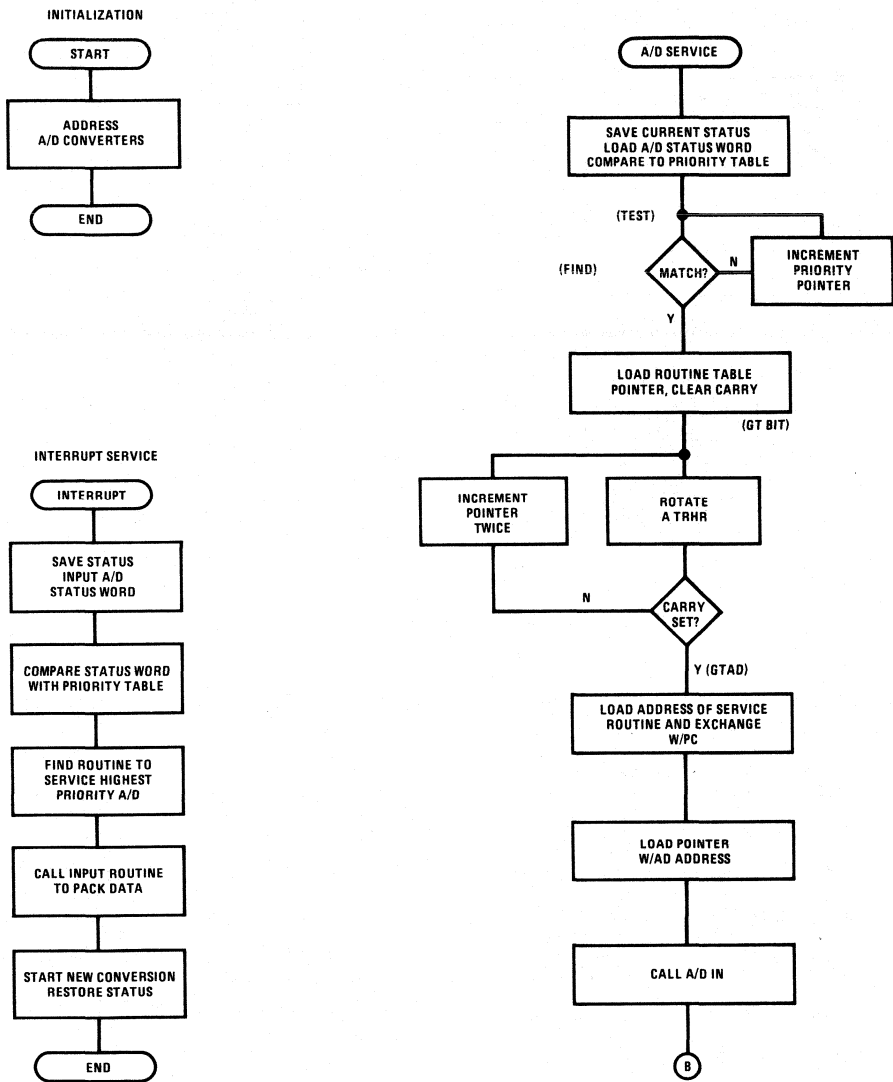 INITIALIZATION
START
ADDRESS
A/D CONVERTERS
END
INTERRUPT SERVICE
INTERRUPT
SAVE STATUS
INPUT A/D
STATUS WORD
COMPARE STATUS WORD
WITH PRIORITY TABLE
FIND ROUTINE TO
SERVICE HIGHEST
PRIORITY A/D
CALL INPUT ROUTINE
TO PACK DATA
START NEW CONVERSION
RESTORE STATUS
END
A/D SERVICE
SAVE CURRENT STATUS
LOAD A/D STATUS WORD
COMPARE TO PRIORITY TABLE
(TEST)
(FIND)
MATCH?
N
INCREMENT
PRIORITY
POINTER
Y
LOAD ROUTINE TABLE
POINTER, CLEAR CARRY
(GT BIT)
INCREMENT
POINTER
TWICE
ROTATE
A TRHR
N
CARRY
SET?
Y (GTAD)
LOAD ADDRESS OF SERVICE
ROUTINE AND EXCHANGE
W/PC
LOAD POINTER
W/AD ADDRESS
CALL A/D IN
B